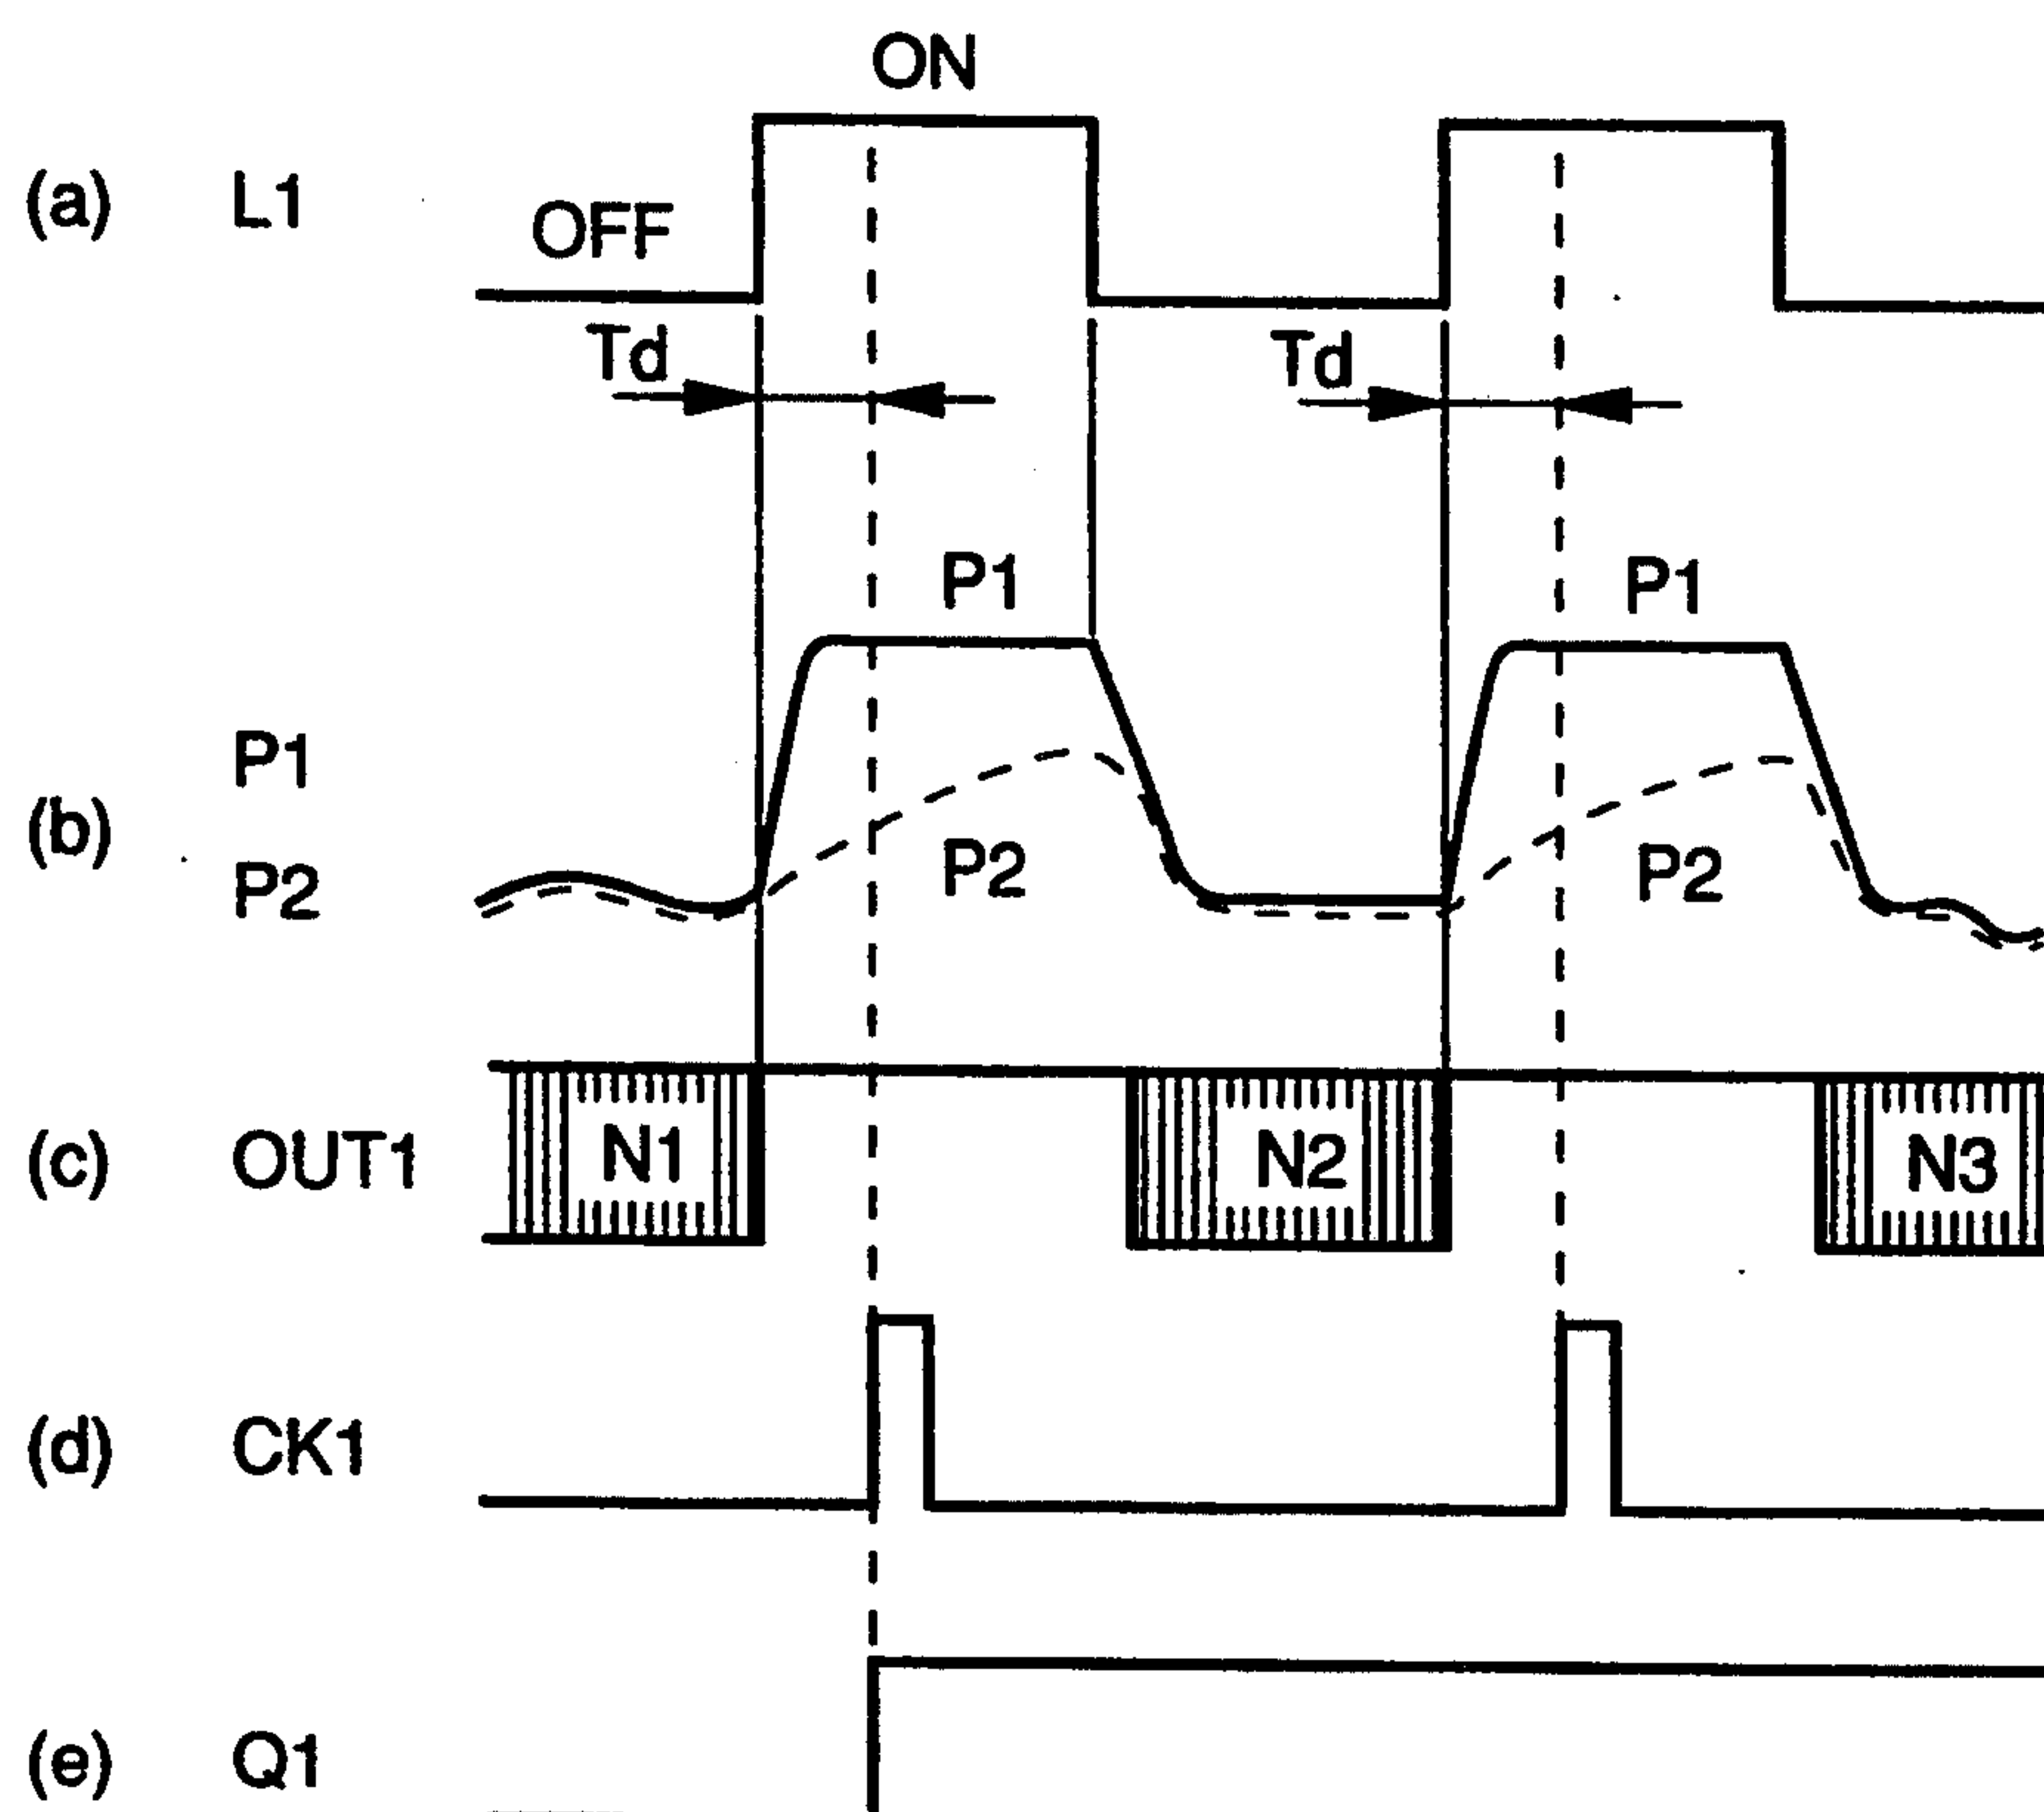 ON
(a) L1
OFF
Td Td
P1 P1
P1
(b)
P2 P2
P2
(c) OUT1 N1 N2 N3
(d) CK1
(e) Q1